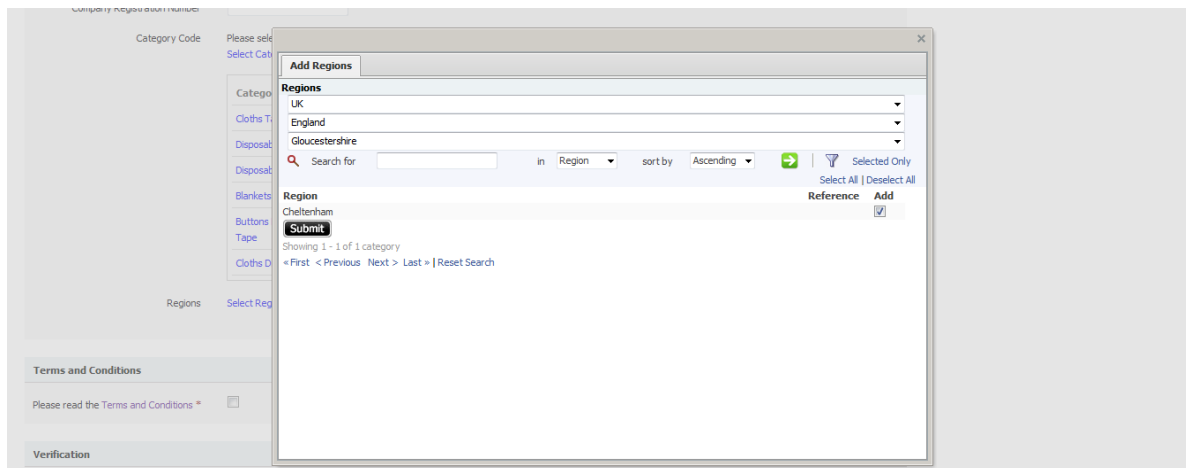 Company Registration Number
Category Code
Please sele
Select Cat
Catego
Cloths T
Disposab
Disposab
Blankets
Buttons
Tape
Cloths D
Regions
Select Reg
Terms and Conditions
Please read the Terms and Conditions *
Verification
Add Regions
Regions
UK
England
Gloucestershire
Search for in Region sort by Ascending Selected Only
Select All | Deselect All
Region Reference Add
Cheltenham
Submit
Showing 1 - 1 of 1 category
« First < Previous Next > Last » | Reset Search